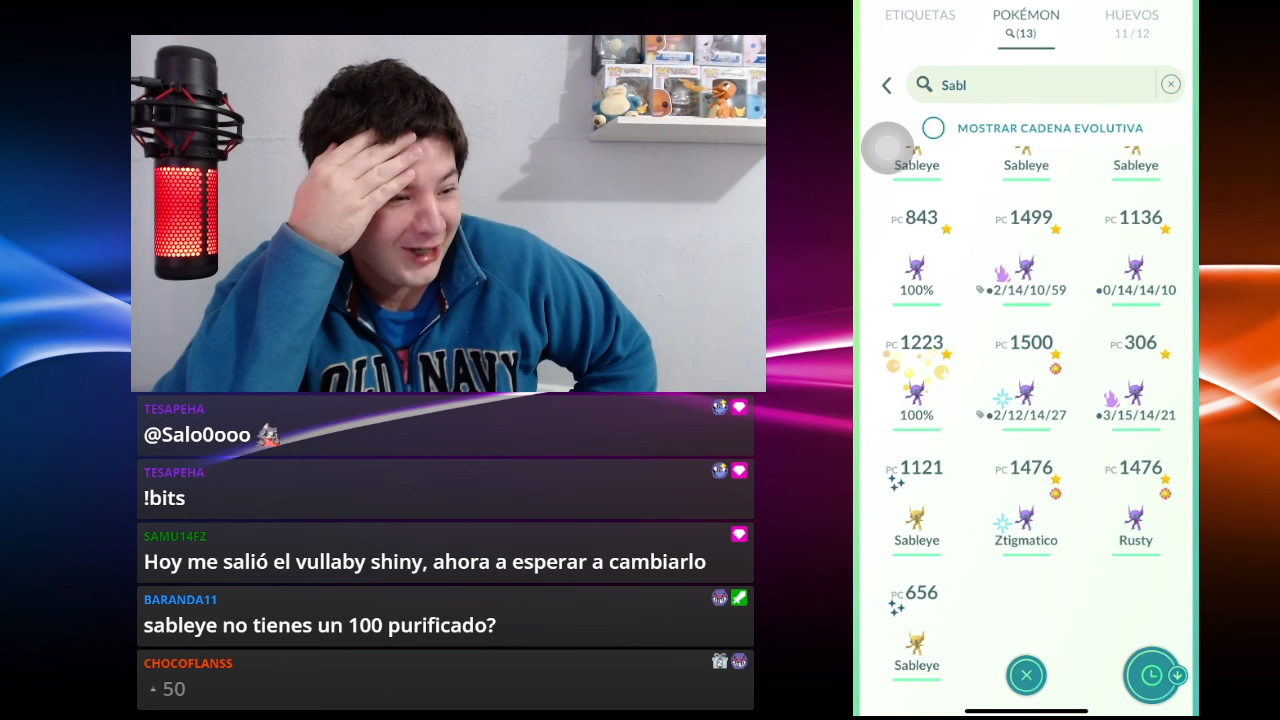 OLD NAVY
TESAPEHA
@Salo0ooo
TESAPEHA
!bits
SAMU14FZ
Hoy me salió el vullaby shiny, ahora a esperar a cambiarlo
BARANDA11
sableye no tienes un 100 purificado?
CHOCOFLANSS
50
ETIQUETAS POKÉMON HUEVOS
(13) 11 / 12
Sabl
MOSTRAR CADENA EVOLUTIVA
Sableye Sableye Sableye
PC 843 PC 1499 PC 1136
100% ●2/14/10/59 ●0/14/14/10
PC 1223 PC 1500 PC 306
100% ●2/12/14/27 ●3/15/14/21
PC 1121 PC 1476 PC 1476
Sableye Ztigmatico Rusty
PC 656
Sableye